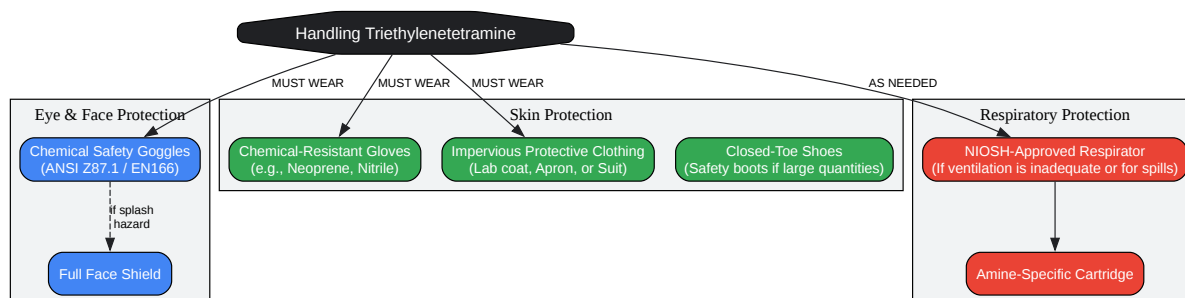 Handling Triethylenetetramine
MUST WEAR
MUST WEAR
MUST WEAR
AS NEEDED
Eye & Face Protection
Skin Protection
Respiratory Protection
Chemical Safety Goggles
(ANSI Z87.1 / EN166)
Chemical-Resistant Gloves
(e.g., Neoprene, Nitrile)
Impervious Protective Clothing
(Lab coat, Apron, or Suit)
Closed-Toe Shoes
(Safety boots if large quantities)
NIOSH-Approved Respirator
(If ventilation is inadequate or for spills)
If splash
hazard
Full Face Shield
Amine-Specific Cartridge